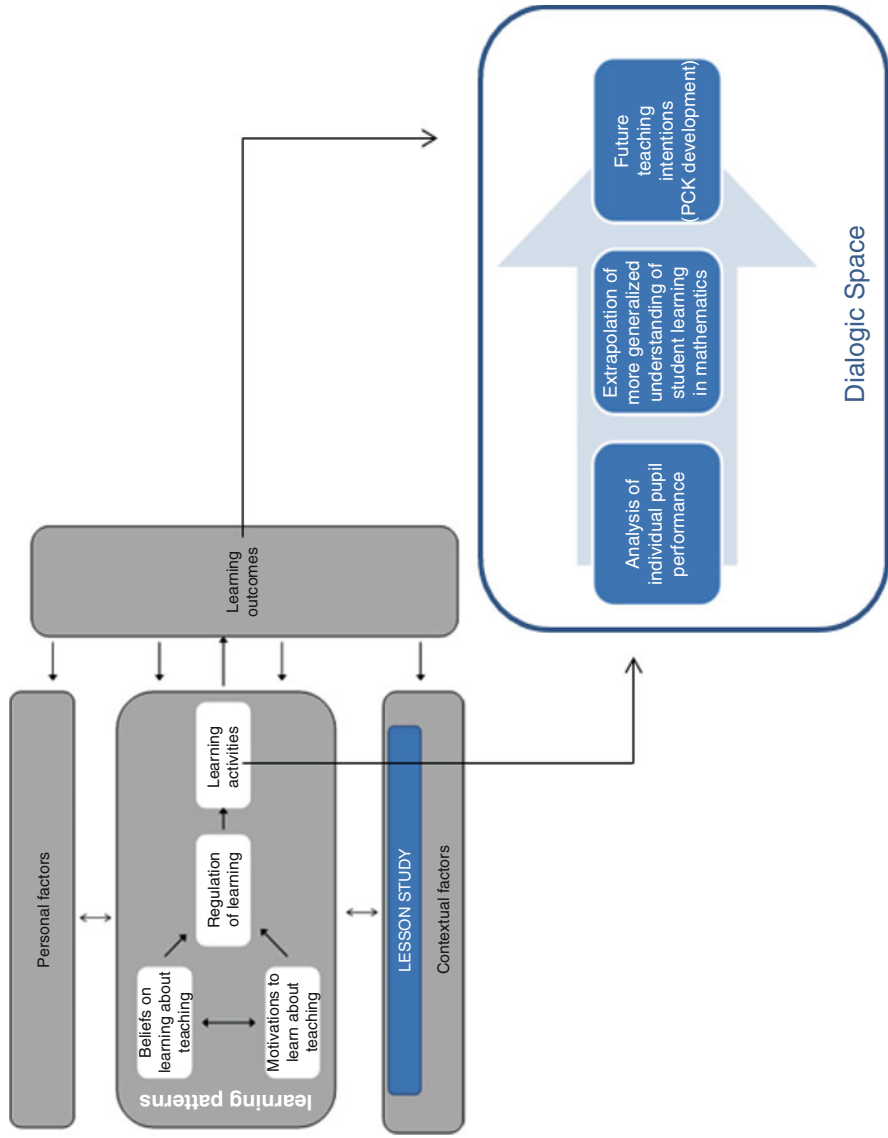 Personal factors
learning patterns
Beliefs on
learning about
teaching
Motivations to
learn about
teaching
Regulation
of learning
Learning
activities
LESSON STUDY
Contextual factors
Learning
outcomes
Analysis of
individual pupil
performance
Extrapolation of
more generalized
understanding of
student learning
in mathematics
Future
teaching
intentions
(PCK development)
Dialogic Space